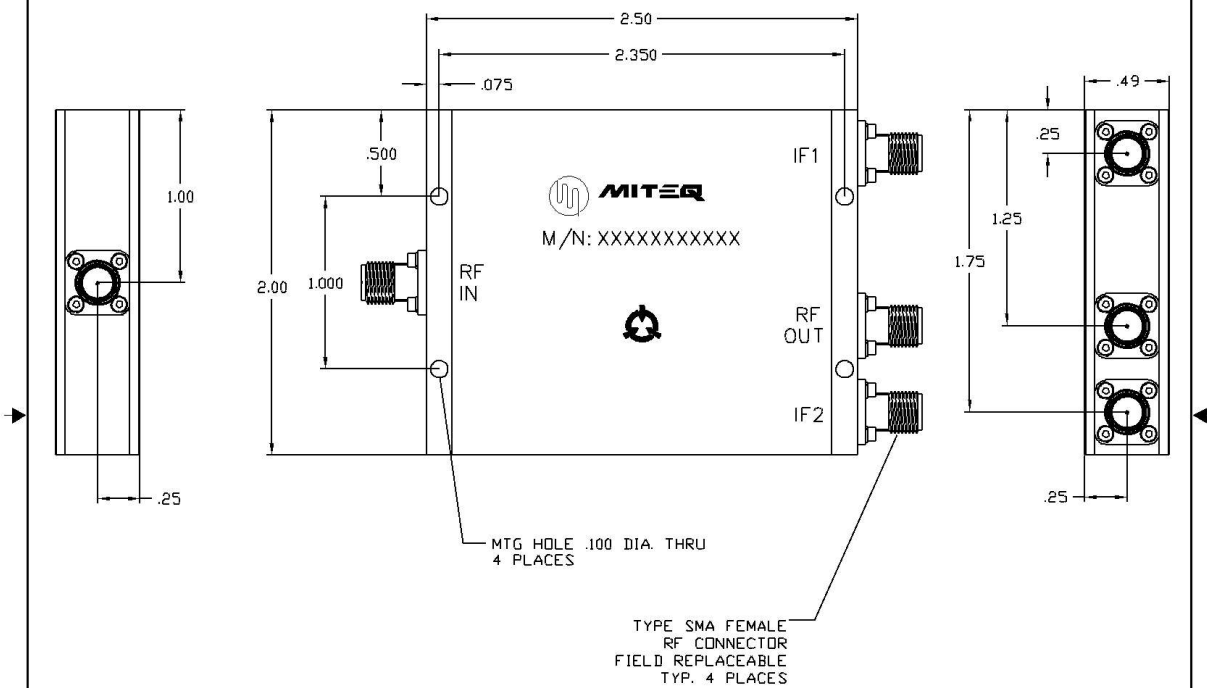 2.50
2.350
.075
.49
.500
IF1
.25
1.00
MITEQ
M/N: XXXXXXXXXXX
1.25
1.75
2.00
1.000
RF
IN
RF
OUT
IF2
.25
.25
MTG HOLE .100 DIA. THRU
4 PLACES
TYPE SMA FEMALE
RF CONNECTOR
FIELD REPLACEABLE
TYP. 4 PLACES